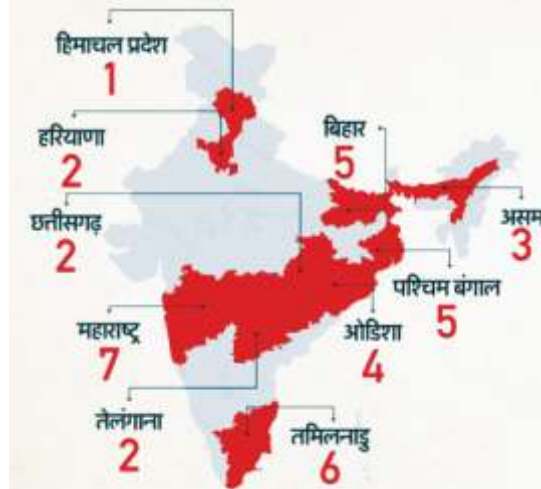 हिमाचल प्रदेश
1
हरियाणा
2
बिहार
5
छत्तीसगढ़
2
असम
3
पश्चिम बंगाल
5
महाराष्ट्र
7
ओडिशा
4
तेलंगाना
2
तमिलनाडु
6